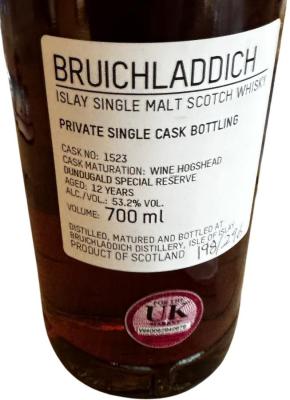 BRUICHLADDICH
ISLAY SINGLE MALT SCOTCH WHISKY
PRIVATE SINGLE CASK BOTTLING
CASK NO: 1523
CASK MATURATION: WINE HOGSHEAD
DUNDUGALD SPECIAL RESERVE
AGED: 12 YEARS
ALC./VOL.: 53.2% VOL.
VOLUME: 700 ml
DISTILLED, MATURED AND BOTTLED AT
BRUICHLADDICH DISTILLERY, ISLE OF ISLAY
PRODUCT OF SCOTLAND
FOR THE
UK
MARKET